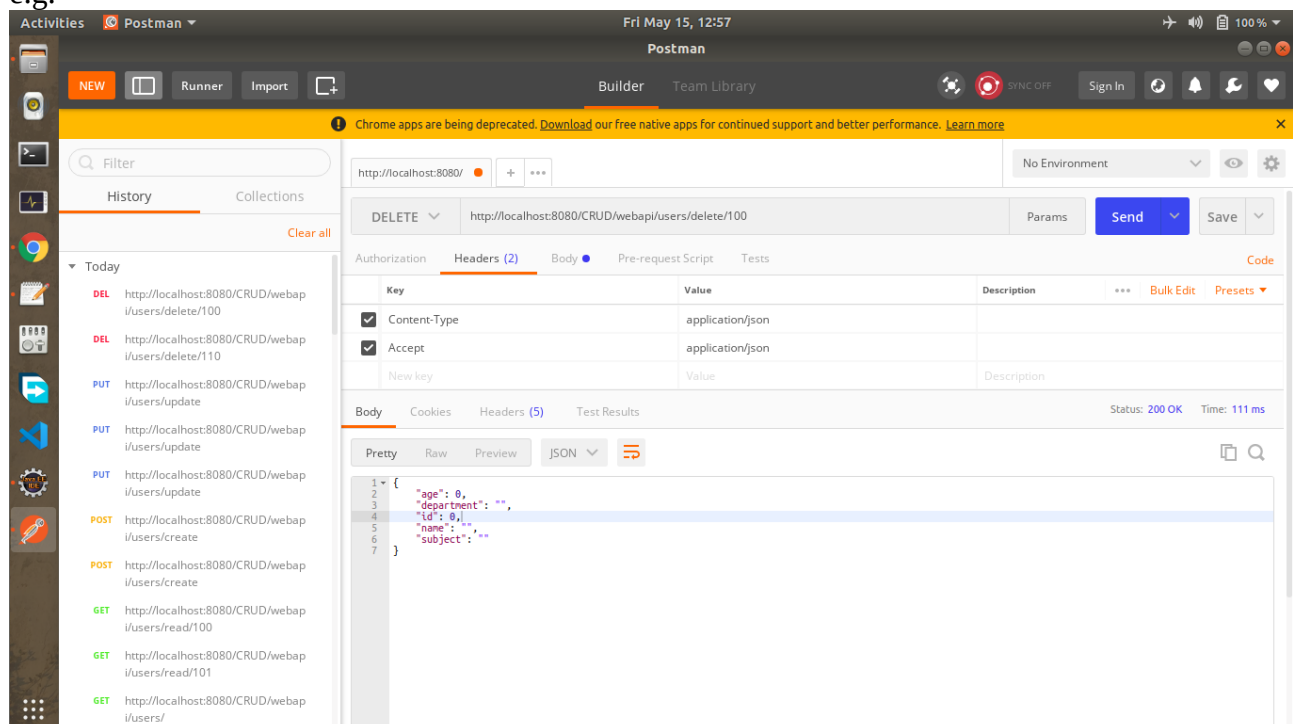 e.g.
Activities Postman Fri May 15, 12:57 100 %
Postman
NEW Runner Import Builder Team Library SYNC OFF Sign In
Chrome apps are being deprecated. Download our free native apps for continued support and better performance. Learn more
Filter
History Collections
Clear all
Today
DEL http://localhost:8080/CRUD/webap
i/users/delete/100
DEL http://localhost:8080/CRUD/webap
i/users/delete/110
PUT http://localhost:8080/CRUD/webap
i/users/update
PUT http://localhost:8080/CRUD/webap
i/users/update
PUT http://localhost:8080/CRUD/webap
i/users/update
POST http://localhost:8080/CRUD/webap
i/users/create
POST http://localhost:8080/CRUD/webap
i/users/create
GET http://localhost:8080/CRUD/webap
i/users/read/100
GET http://localhost:8080/CRUD/webap
i/users/read/101
GET http://localhost:8080/CRUD/webap
i/users/
http://localhost:8080/ + •••
No Environment
DELETE http://localhost:8080/CRUD/webapi/users/delete/100 Params Send Save
Authorization Headers (2) Body Pre-request Script Tests Code
Key Value Description ••• Bulk Edit Presets
Content-Type application/json
Accept application/json
New key Value Description
Body Cookies Headers (5) Test Results Status: 200 OK Time: 111 ms
Pretty Raw Preview JSON
1 {
2 "age": 0,
3 "department": "",
4 "id": 0,
5 "name": "",
6 "subject": ""
7 }